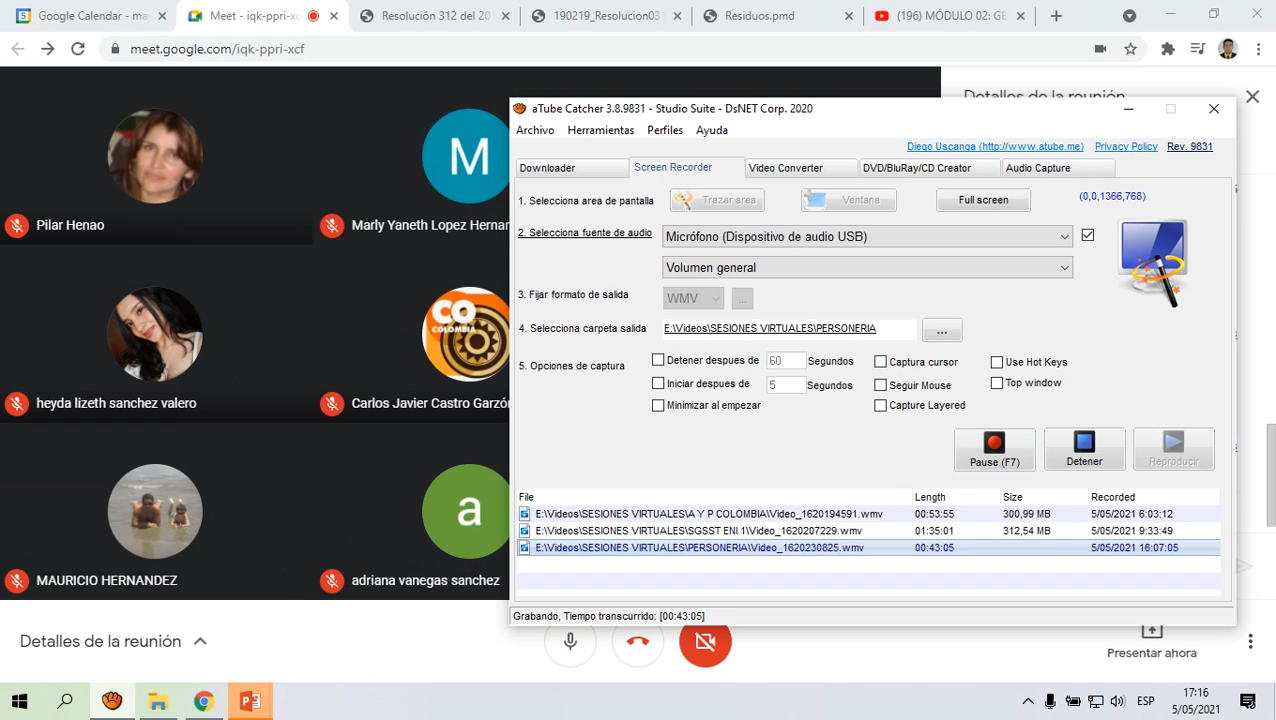 Google Calendar - ma
Meet - iqk-ppri-xc
Resolución 315 del 20
190219_Resolucion03
Residuos.pmd
(196) MÓDULO 02: GE
meet.google.com/iqk-ppri-xcf
Detalles de la reunión
Pilar Henao
M
Marly Yaneth Lopez Hernan
heyda lizeth sanchez valero
CO
COLOMBIA
Carlos Javier Castro Garzó
MAURICIO HERNANDEZ
a
adriana vanegas sanchez
aTube Catcher 3.8.9831 - Studio Suite - DsNET Corp. 2020
Archivo Herramientas Perfiles Ayuda
Diego Uscanga (http://www.atube.me) Privacy Policy Rev. 9831
Downloader Screen Recorder Video Converter DVD/BluRay/CD Creator Audio Capture
1. Selecciona area de pantalla Trazar area Ventana Full screen (0,0,1366,768)
2. Selecciona fuente de audio Micrófono (Dispositivo de audio USB)
Volumen general
3. Fijar formato de salida WMV ...
4. Selecciona carpeta salida E:\Videos\SESIONES VIRTUALES\PERSONERIA ...
5. Opciones de captura Detener despues de 60 Segundos Captura cursor Use Hot Keys
Iniciar despues de 5 Segundos Seguir Mouse Top window
Minimizar al empezar Capture Layered
Pause (F7) Detener Reproducir
File Length Size Recorded
E:\Videos\SESIONES VIRTUALES\A Y P COLOMBIA\Video_1620194591.wmv 00:53:55 300,99 MB 5/05/2021 6:03:12
E:\Videos\SESIONES VIRTUALES\SGSST ENI 1\Video_1620207229.wmv 01:35:01 312,54 MB 5/05/2021 9:33:49
E:\Videos\SESIONES VIRTUALES\PERSONERIA\Video_1620230825.wmv 00:43:05 5/05/2021 16:07:05
Grabando, Tiempo transcurrido: [00:43:05]
Detalles de la reunión
Presentar ahora
ESP
17:16
5/05/2021